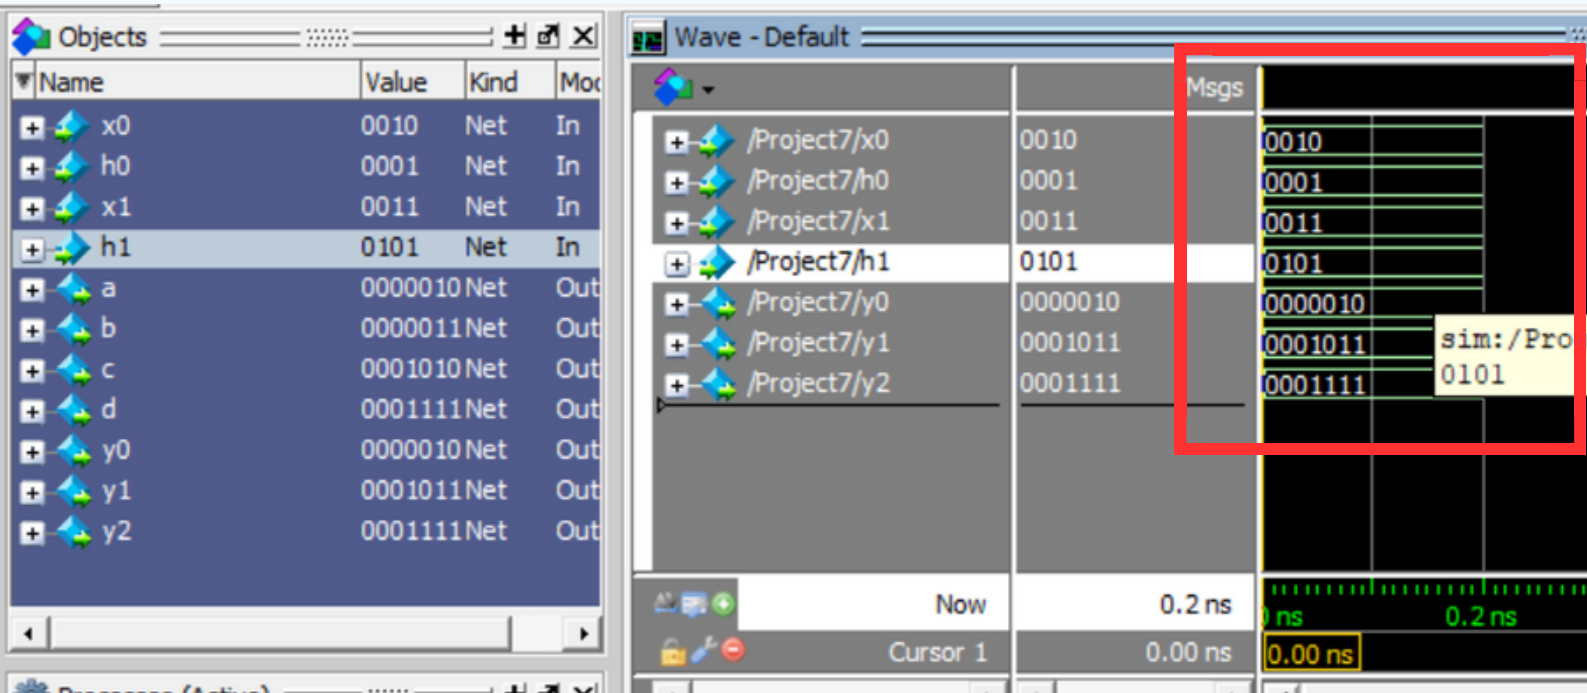 Objects
Name Value Kind Mod
x0 0010 Net In
h0 0001 Net In
x1 0011 Net In
h1 0101 Net In
a 0000010 Net Out
b 0000011 Net Out
c 0001010 Net Out
d 0001111 Net Out
y0 0000010 Net Out
y1 0001011 Net Out
y2 0001111 Net Out
Wave - Default
Msgs
/Project7/x0 0010 0010
/Project7/h0 0001 0001
/Project7/x1 0011 0011
/Project7/h1 0101 0101
/Project7/y0 0000010 0000010
/Project7/y1 0001011 0001011
/Project7/y2 0001111 0001111
sim:/Pro
0101
Now 0.2 ns
ns 0.2 ns
Cursor 1 0.00 ns 0.00 ns